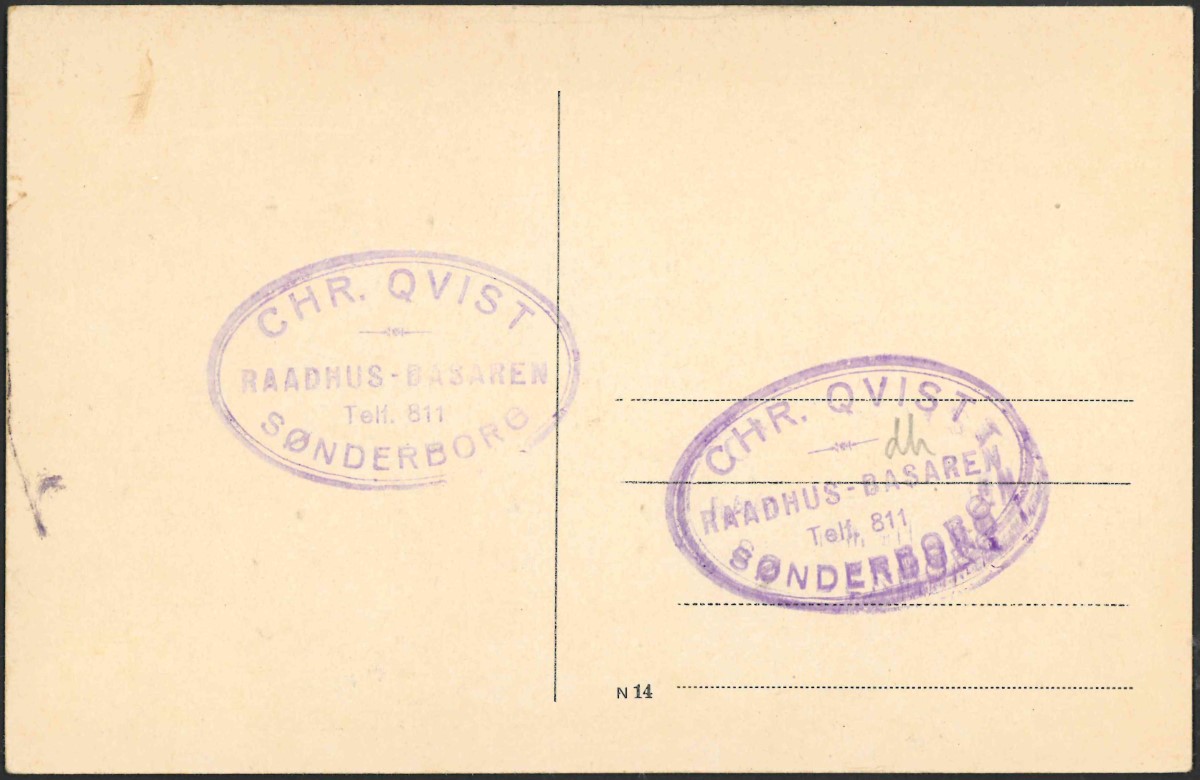 CHR. QVIST
RAADHUS-BASAREN
Telf. 811
SØNDERBORG
CHR. QVIST
dh
RAADHUS-BASAREN
Telf. 811
SØNDERBORG
N 14